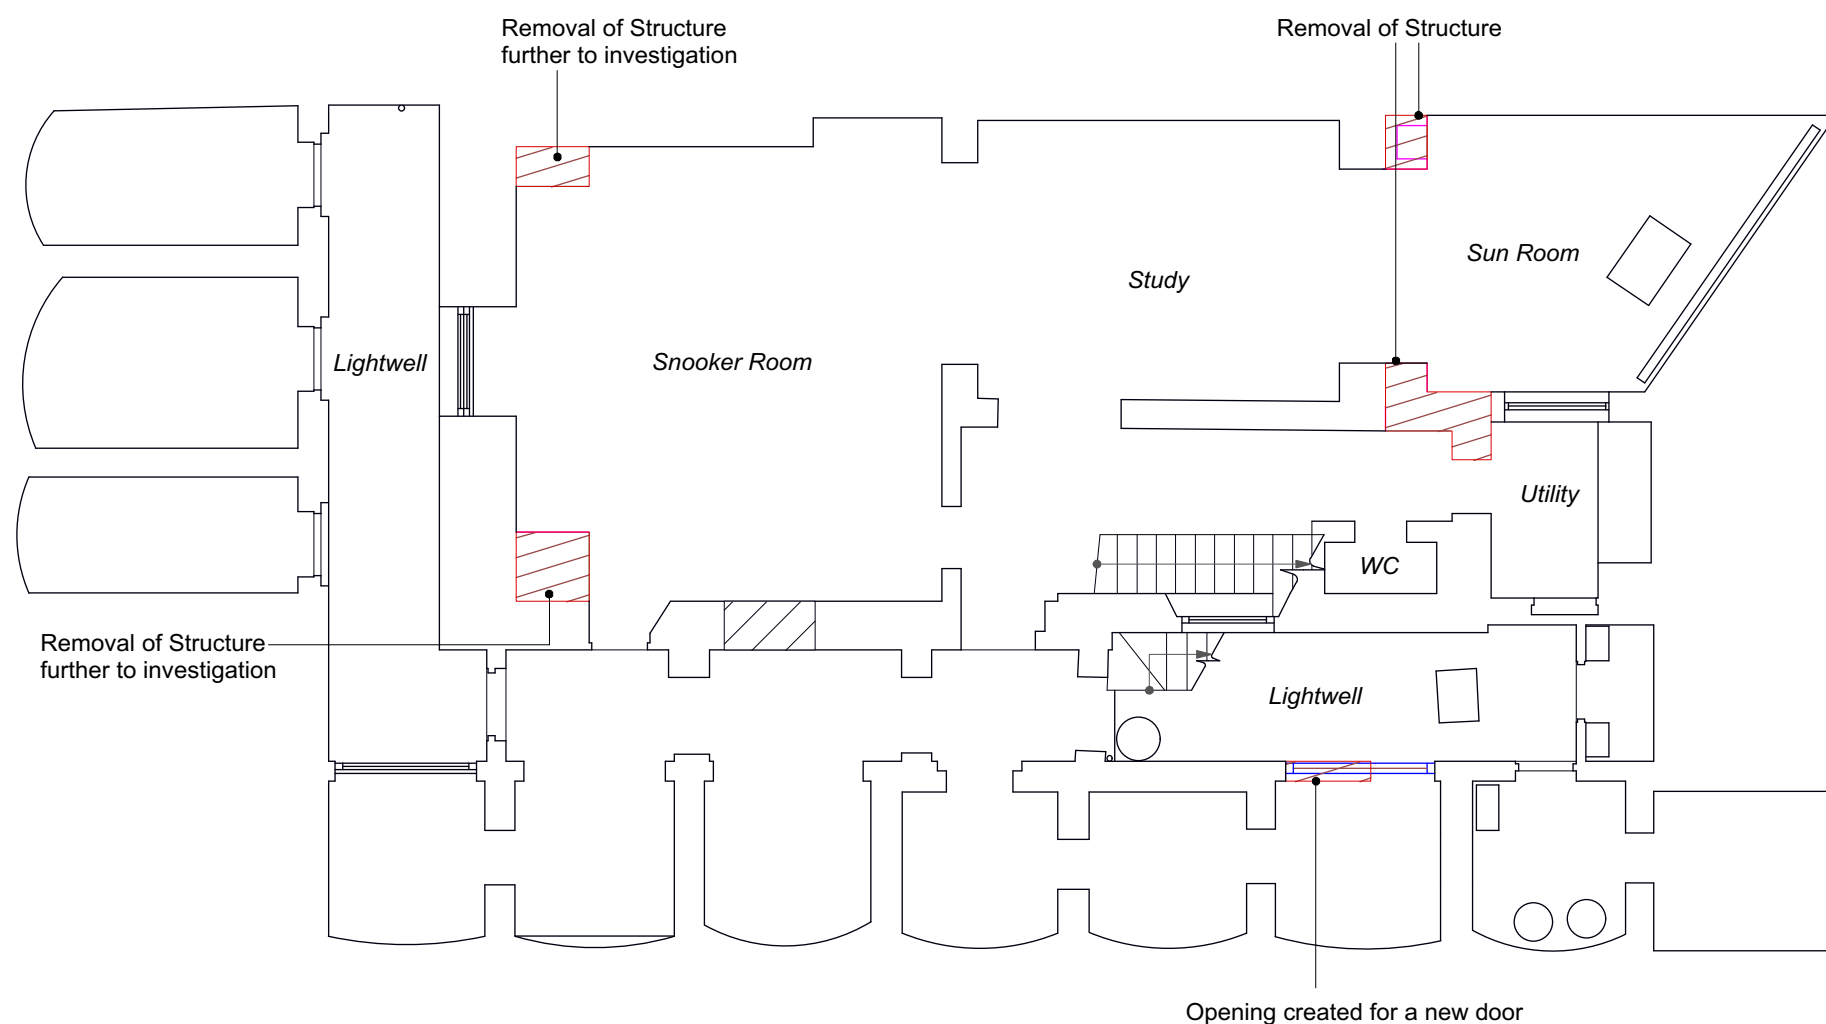 Removal of Structure
further to investigation
Removal of Structure
Sun Room
Study
Lightwell
Snooker Room
Utility
WC
Removal of Structure
further to investigation
Lightwell
Opening created for a new door